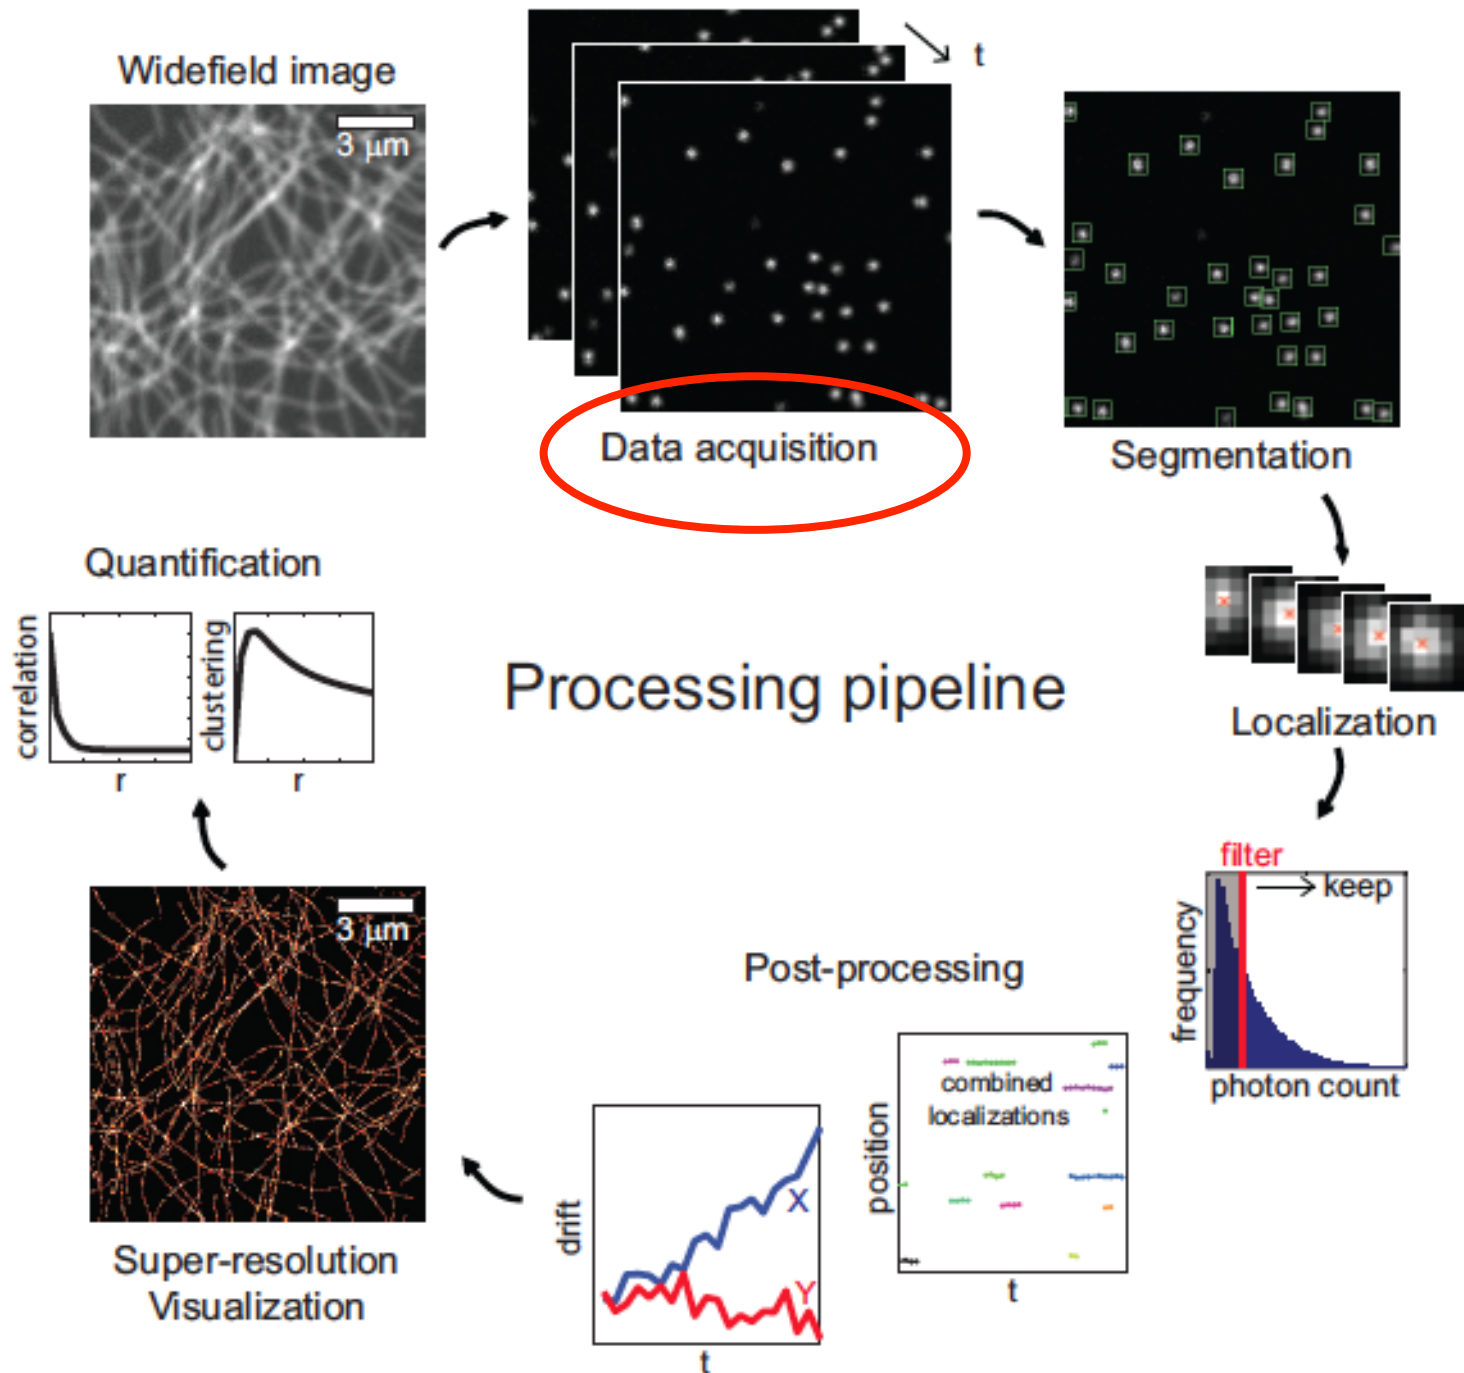 Widefield image
3 μm
t
Data acquisition
Segmentation
Localization
filter
keep
frequency
photon count
Post-processing
combined
localizations
position
t
X
Y
drift
t
3 μm
Super-resolution
Visualization
Quantification
correlation
r
clustering
r
Processing pipeline